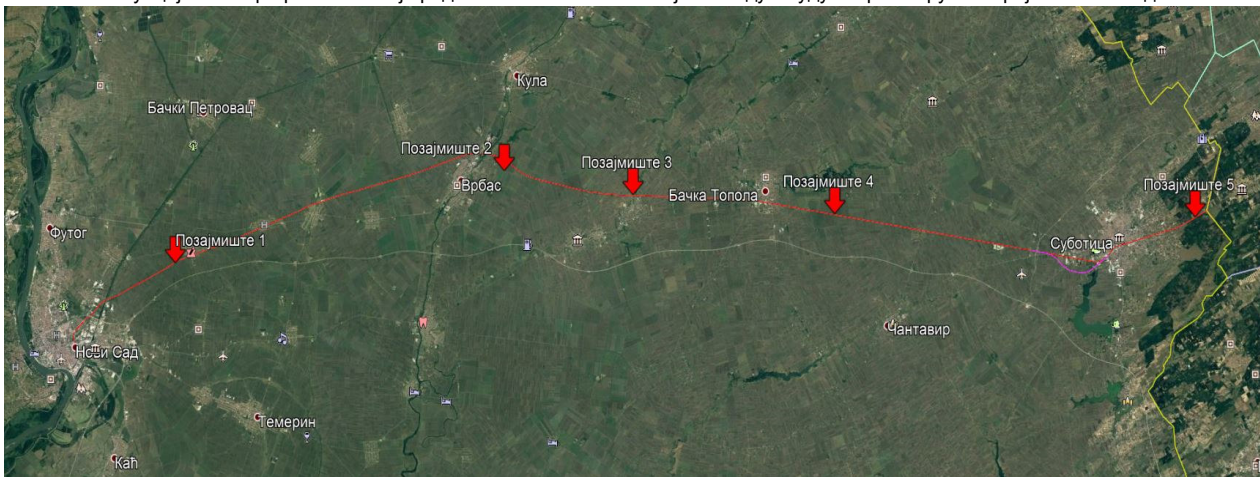 Кула
Бачки Петровац
Позајмиште 2
Позајмиште 3
Врбас
Бачка Топола
Позајмиште 4
Позајмиште 5
Футог
Позајмиште 1
Суботица
Чантавир
Нови Сад
Темерин
Каћ